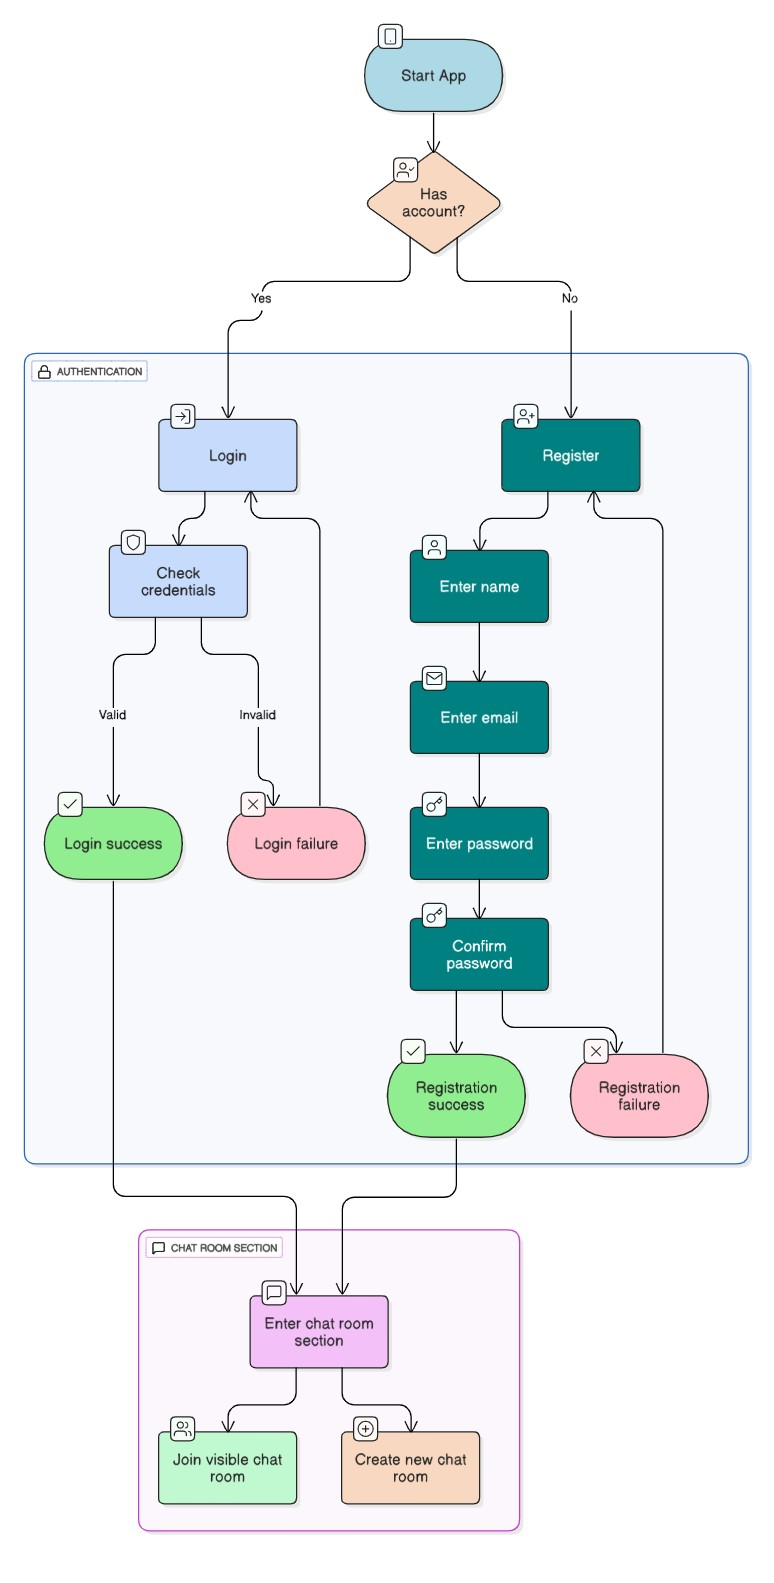 Start App
Has
account?
Yes
No
AUTHENTICATION
Login
Register
Check
credentials
Enter name
Enter email
Valid
Invalid
Login success
Login failure
Enter password
Confirm
password
Registration
success
Registration
failure
CHAT ROOM SECTION
Enter chat room
section
Join visible chat
room
Create new chat
room